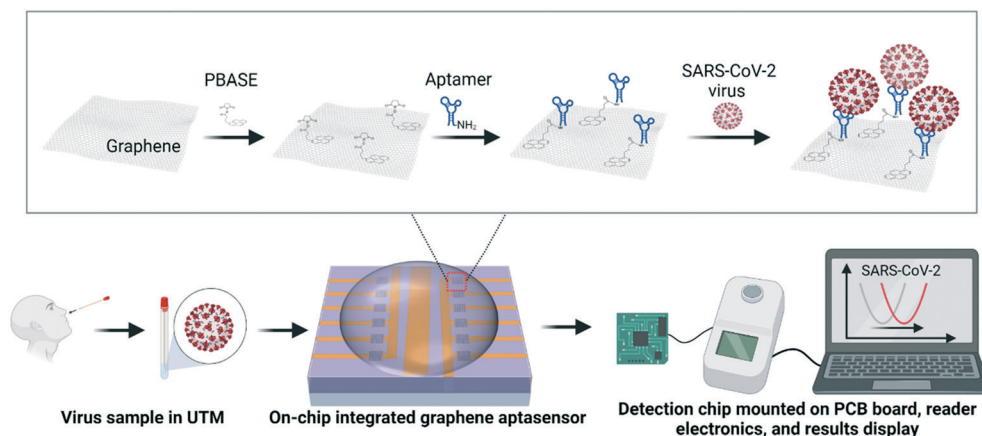 PBASE
Aptamer
SARS-CoV-2
virus
Graphene
NH₂
SARS-CoV-2
Virus sample in UTM
On-chip integrated graphene aptasensor
Detection chip mounted on PCB board, reader
electronics, and results display